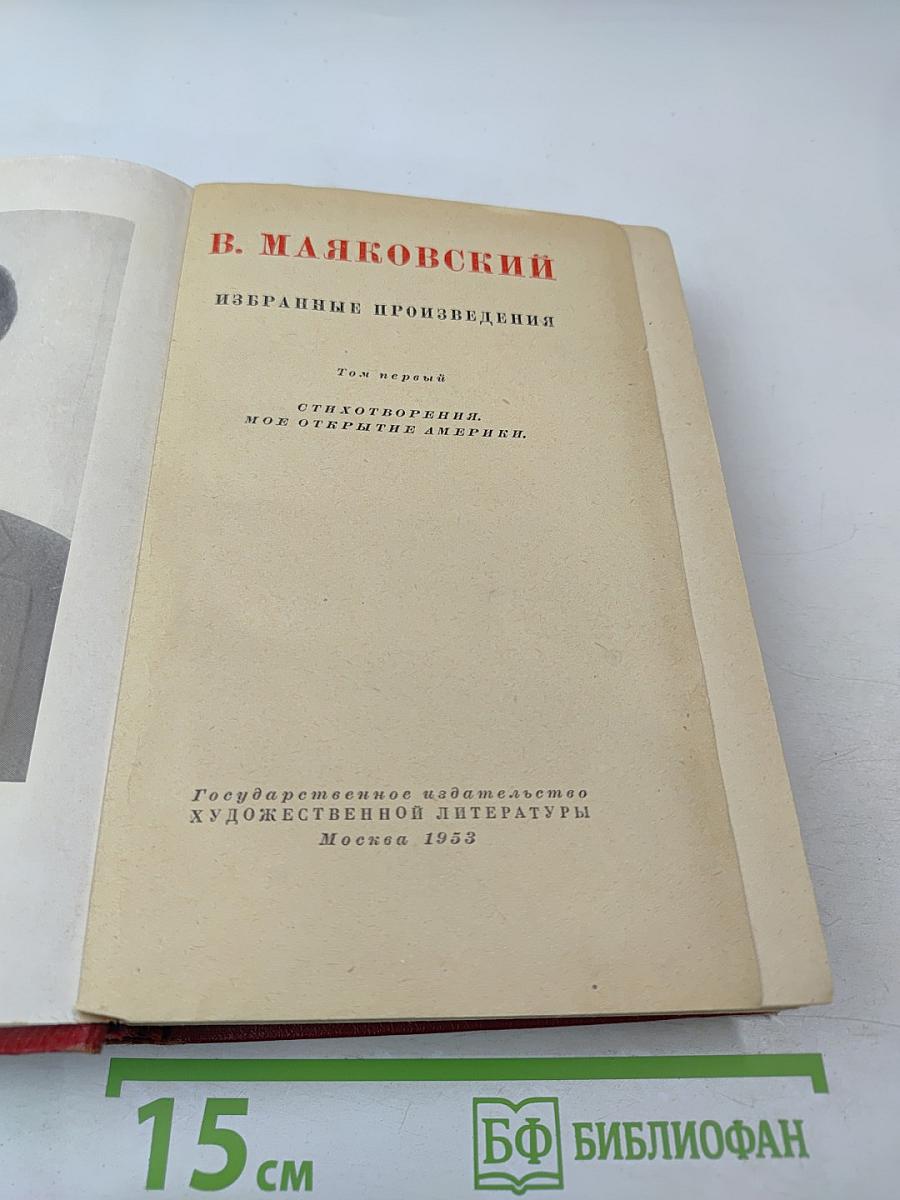 В. МАЯКОВСКИЙ
ИЗБРАННЫЕ ПРОИЗВЕДЕНИЯ
Том первый
СТИХОТВОРЕНИЯ.
МОЕ ОТКРЫТИЕ АМЕРИКИ.
Государственное издательство
ХУДОЖЕСТВЕННОЙ ЛИТЕРАТУРЫ
Москва 1953
15 см
БФ БИБЛИОФАН